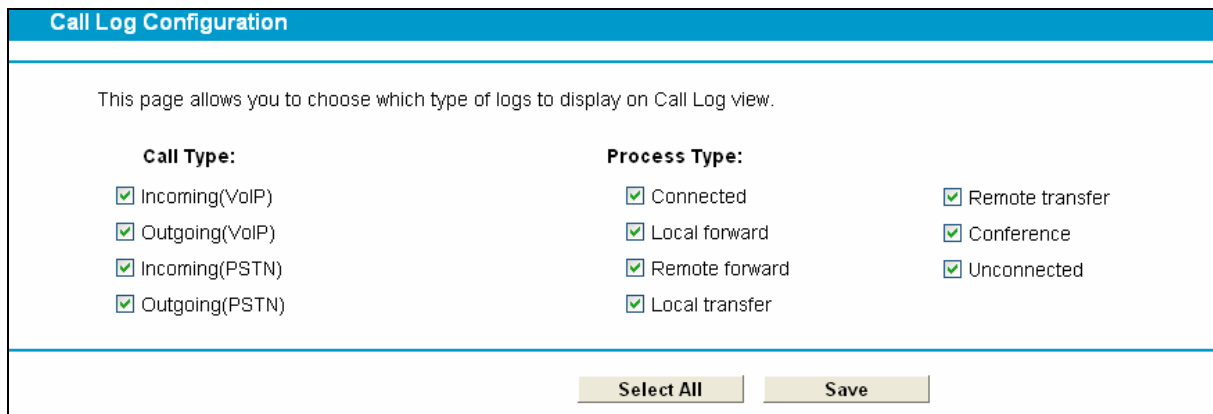 Call Log Configuration
This page allows you to choose which type of logs to display on Call Log view.
Call Type:
Incoming(VoIP)
Outgoing(VoIP)
Incoming(PSTN)
Outgoing(PSTN)
Process Type:
Connected
Local forward
Remote forward
Local transfer
Remote transfer
Conference
Unconnected
Select All
Save